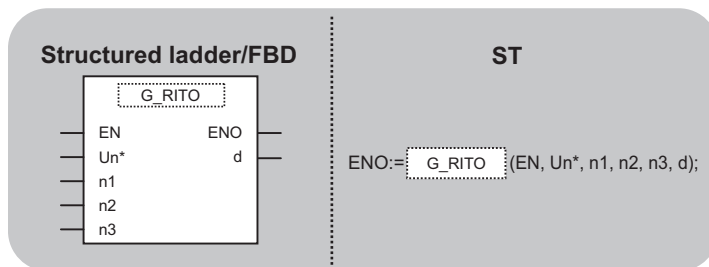 Structured ladder/FBD
G_RITO
EN ENO
Un* d
n1
n2
n3
ST
ENO:= G_RITO (EN, Un*, n1, n2, n3, d);